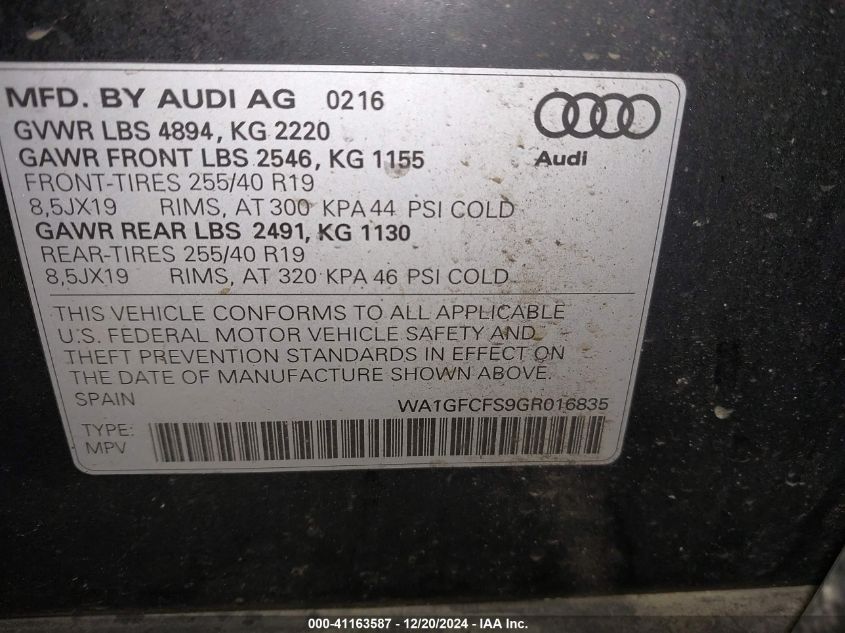 MFD. BY AUDI AG 0216
GVWR LBS 4894, KG 2220
GAWR FRONT LBS 2546, KG 1155
FRONT-TIRES 255/40 R19
8,5JX19 RIMS, AT 300 KPA 44 PSI COLD
GAWR REAR LBS 2491, KG 1130
REAR-TIRES 255/40 R19
8,5JX19 RIMS, AT 320 KPA 46 PSI COLD
Audi
THIS VEHICLE CONFORMS TO ALL APPLICABLE
U.S. FEDERAL MOTOR VEHICLE SAFETY AND
THEFT PREVENTION STANDARDS IN EFFECT ON
THE DATE OF MANUFACTURE SHOWN ABOVE.
SPAIN WA1GFCFS9GR016835
TYPE:
MPV
000-41163587 - 12/20/2024 - IAA Inc.